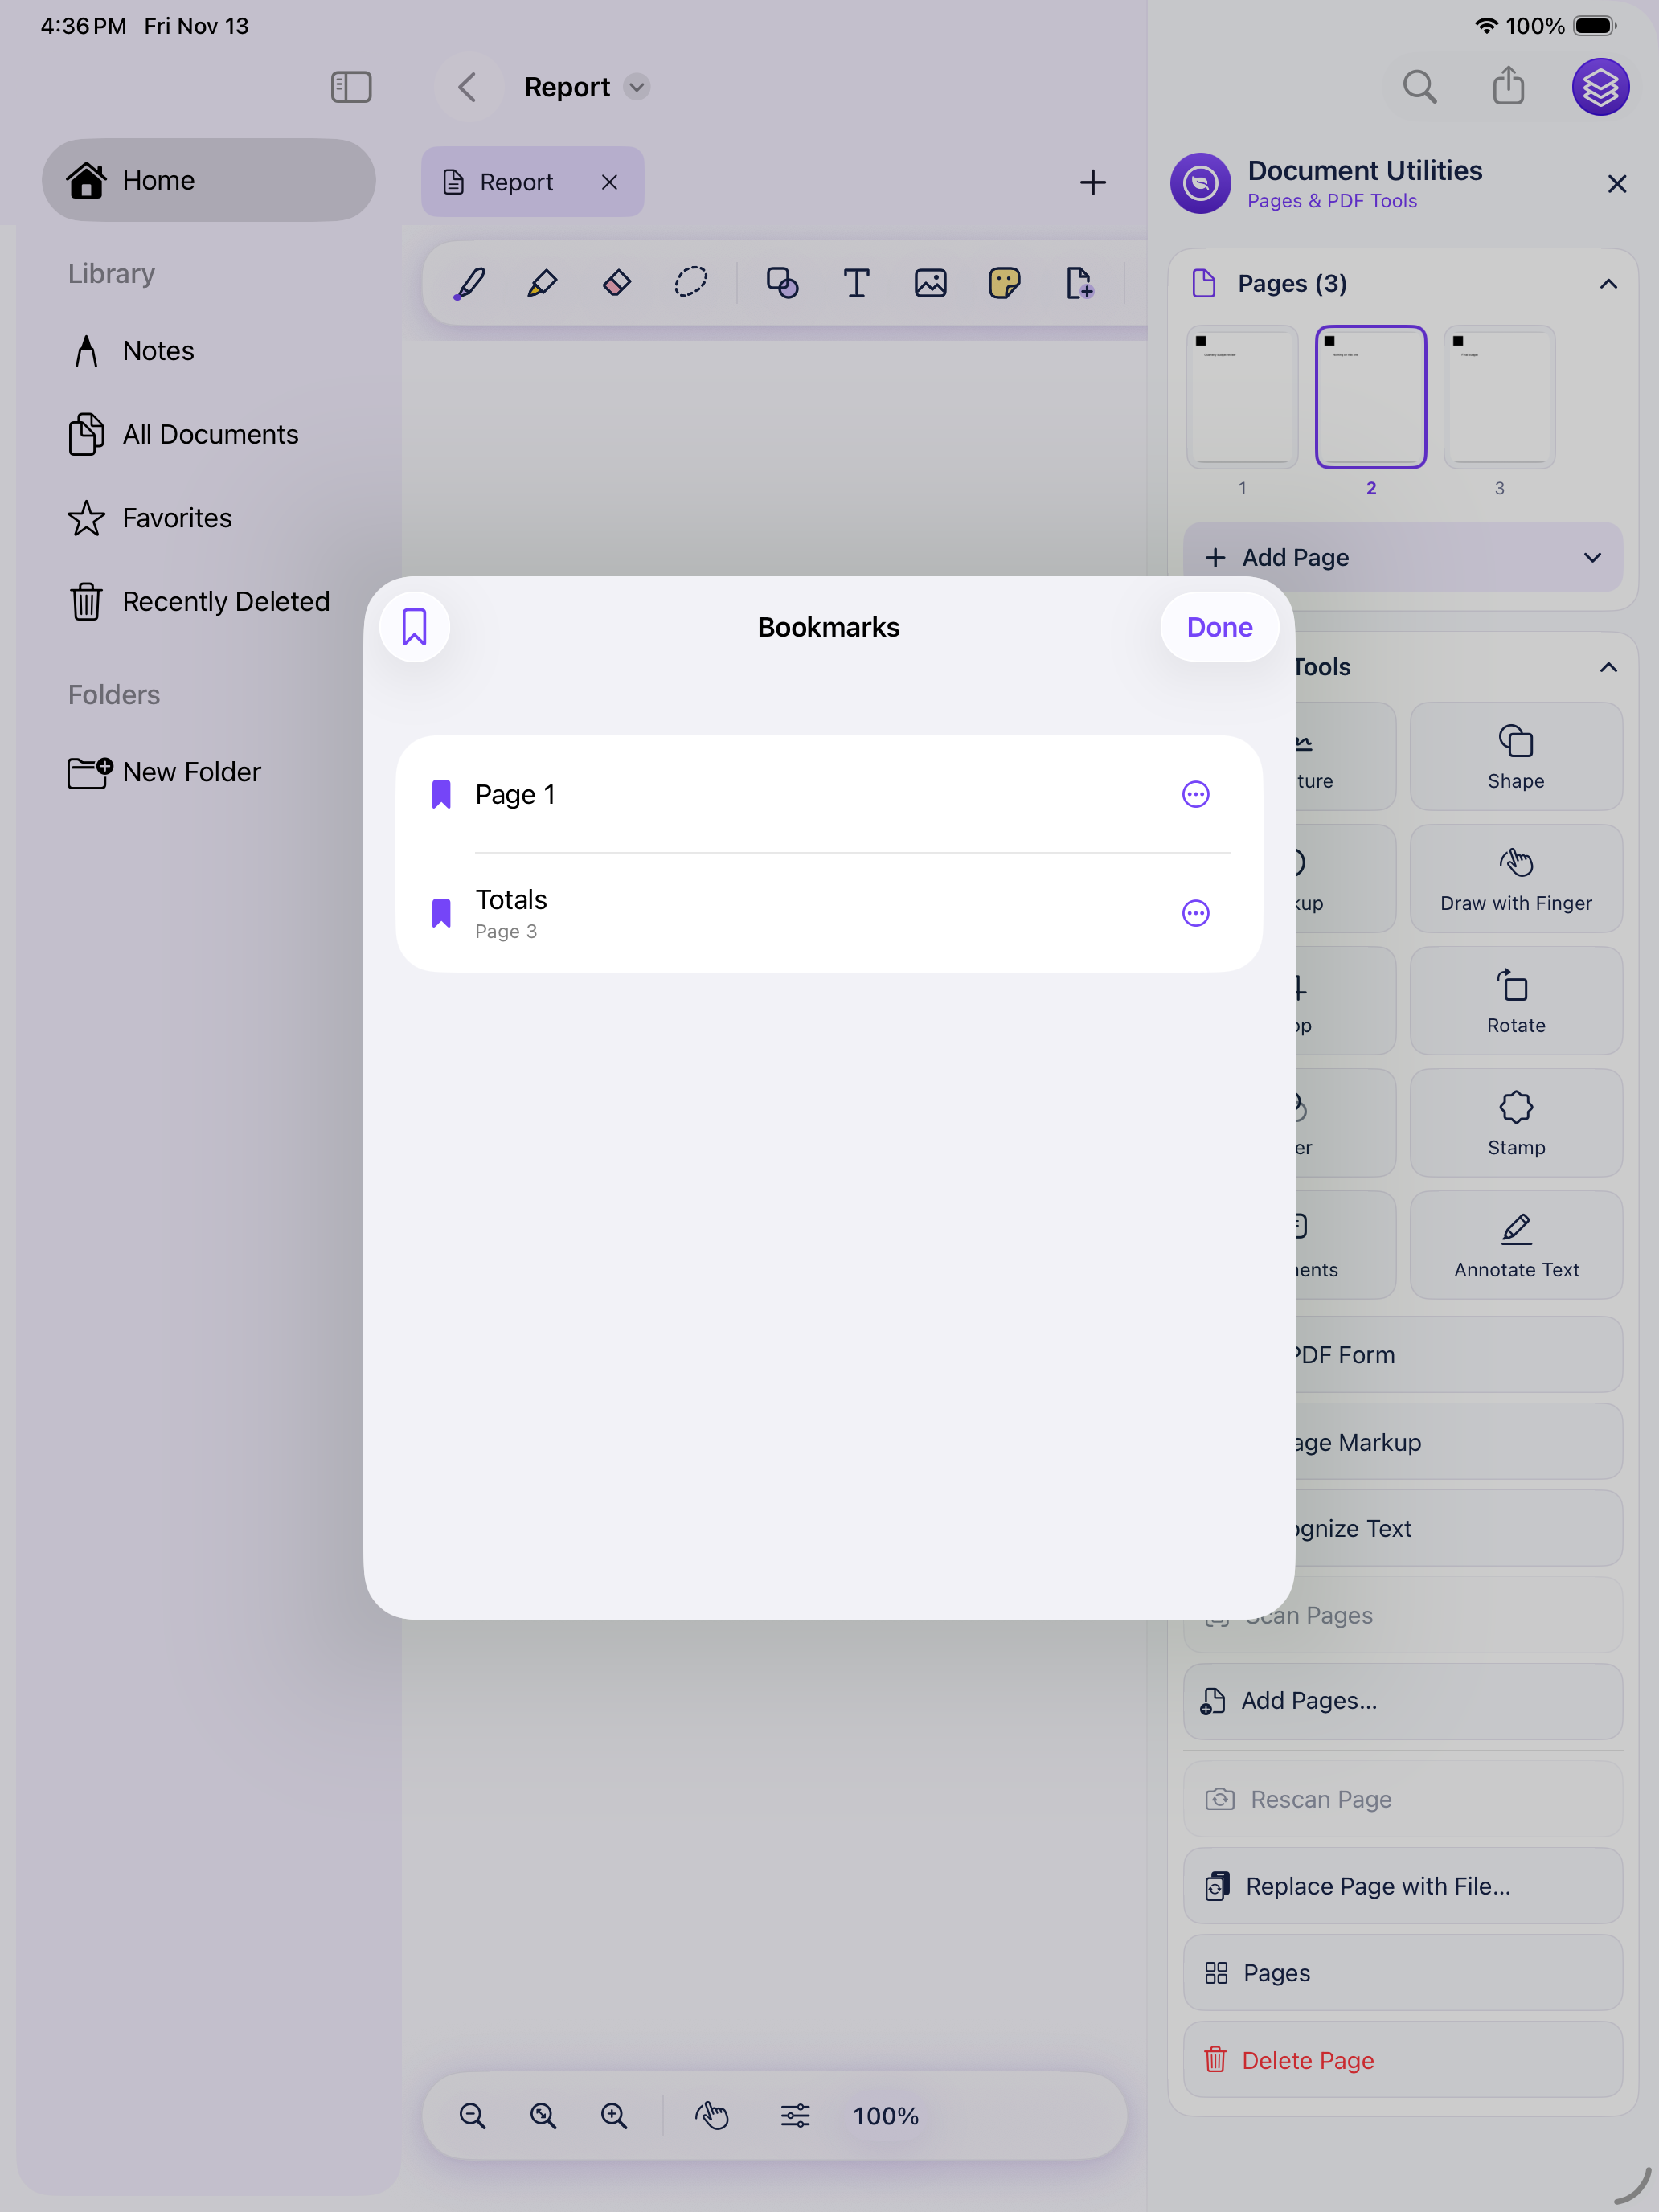 4:36 PM Fri Nov 13
100%
Report
Home
Report
Document Utilities
Pages & PDF Tools
Library
Pages (3)
Notes
All Documents
Favorites
1
2
3
Add Page
Recently Deleted
Bookmarks
Done
Tools
Folders
New Folder
Shape
Page 1
Draw with Finger
Totals
Page 3
Rotate
Stamp
Annotate Text
PDF Form
Markup
Text
Scan Pages
Add Pages...
Rescan Page
Replace Page with File...
Pages
Delete Page
100%